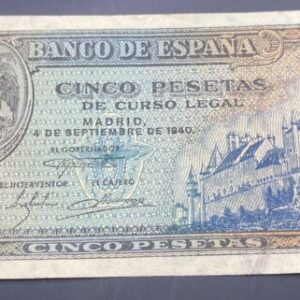 BANCO DE ESPAÑA
CINCO PESETAS
DE CURSO LEGAL
MADRID,
4 DE SEPTIEMBRE DE 1940.
EL GOBERNADOR
INTERVENTOR
EL CAJERO
CINCO PESETAS